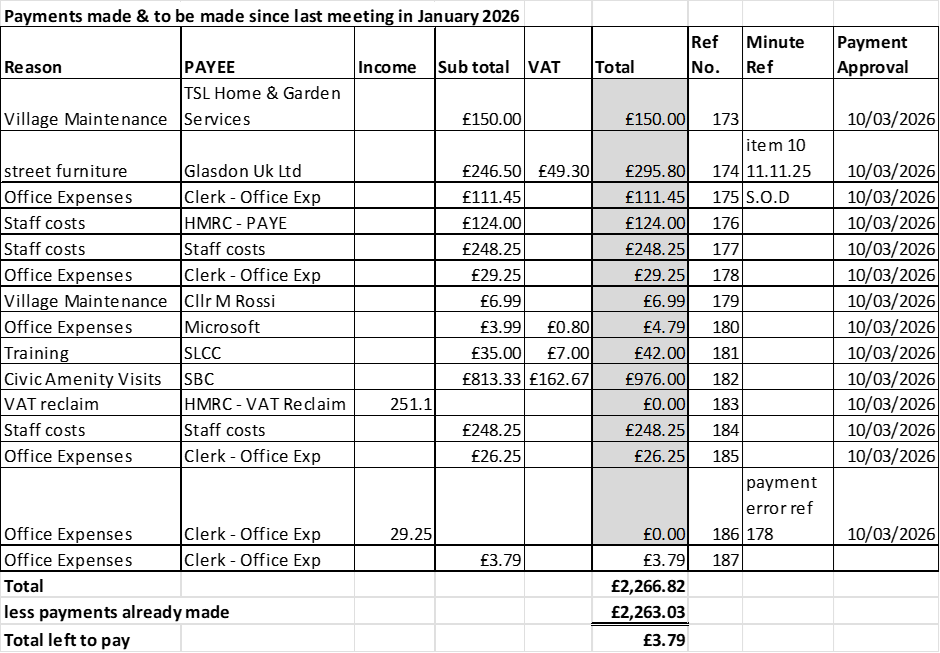 Payments made & to be made since last meeting in January 2026
Reason PAYEE Income Sub total VAT Total Ref No. Minute Ref Payment Approval
Village Maintenance TSL Home & Garden Services £150.00 £150.00 173 10/03/2026
street furniture Glasdon Uk Ltd £246.50 £49.30 £295.80 174 item 10 11.11.25 10/03/2026
Office Expenses Clerk - Office Exp £111.45 £111.45 175 S.O.D 10/03/2026
Staff costs HMRC - PAYE £124.00 £124.00 176 10/03/2026
Staff costs Staff costs £248.25 £248.25 177 10/03/2026
Office Expenses Clerk - Office Exp £29.25 £29.25 178 10/03/2026
Village Maintenance Cllr M Rossi £6.99 £6.99 179 10/03/2026
Office Expenses Microsoft £3.99 £0.80 £4.79 180 10/03/2026
Training SLCC £35.00 £7.00 £42.00 181 10/03/2026
Civic Amenity Visits SBC £813.33 £162.67 £976.00 182 10/03/2026
VAT reclaim HMRC - VAT Reclaim 251.1 £0.00 183 10/03/2026
Staff costs Staff costs £248.25 £248.25 184 10/03/2026
Office Expenses Clerk - Office Exp £26.25 £26.25 185 10/03/2026
Office Expenses Clerk - Office Exp 29.25 £0.00 186 payment error ref 178 10/03/2026
Office Expenses Clerk - Office Exp £3.79 £3.79 187
Total £2,266.82
less payments already made £2,263.03
Total left to pay £3.79